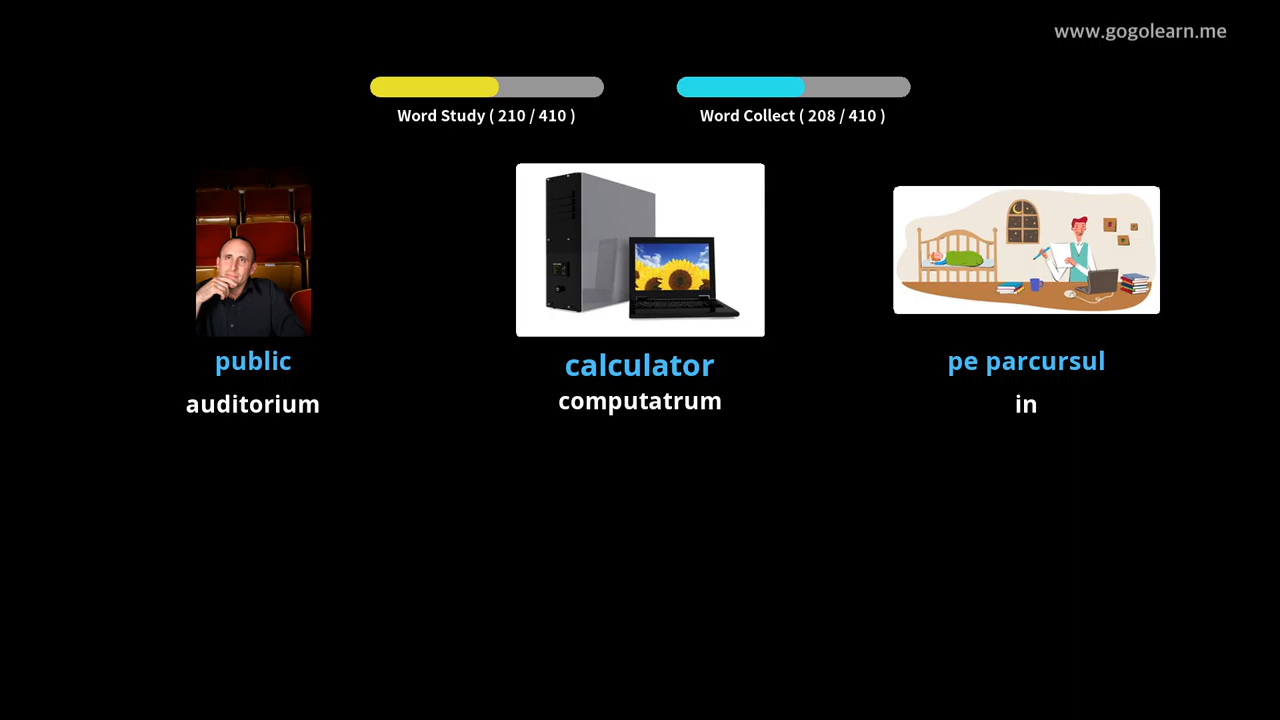 www.gogolearn.me
Word Study ( 210 / 410 )
Word Collect ( 208 / 410 )
public
calculator
pe parcursul
auditorium
computatrum
in